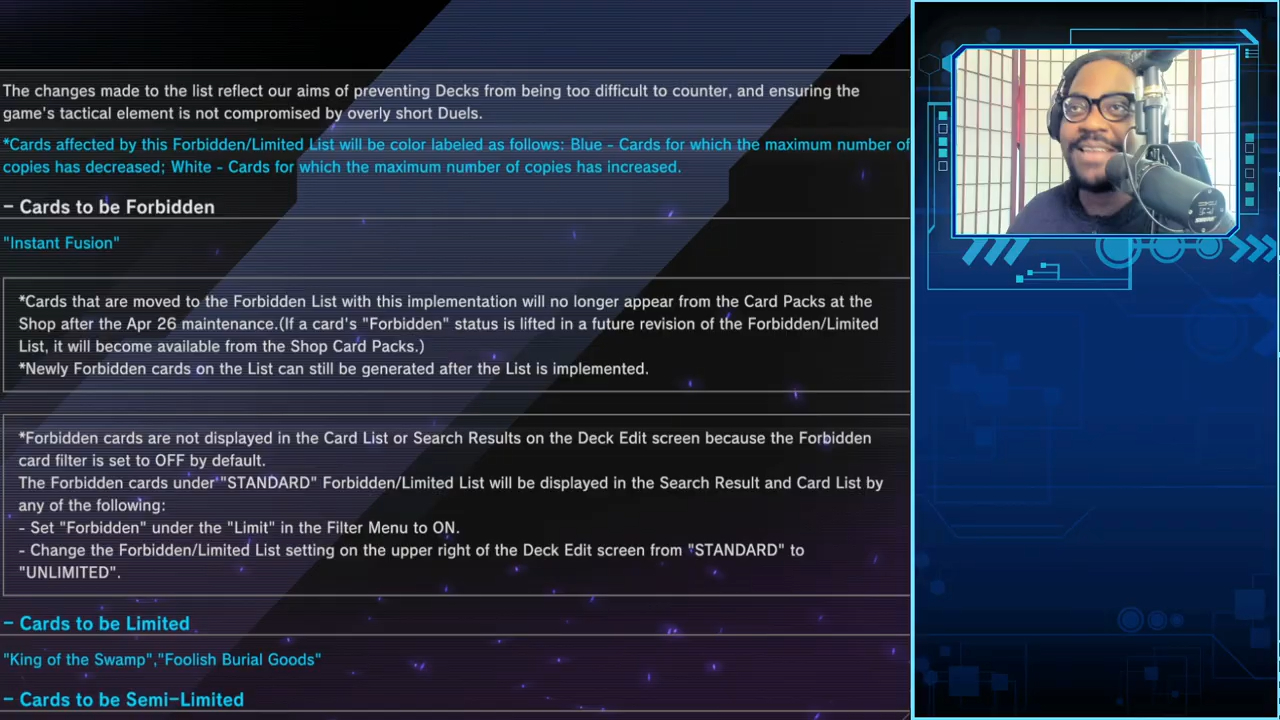 The changes made to the list reflect our aims of preventing Decks from being too difficult to counter, and ensuring the
game's tactical element is not compromised by overly short Duels.
*Cards affected by this Forbidden/Limited List will be color labeled as follows: Blue - Cards for which the maximum number of
copies has decreased; White - Cards for which the maximum number of copies has increased.
- Cards to be Forbidden
"Instant Fusion"
*Cards that are moved to the Forbidden List with this implementation will no longer appear from the Card Packs at the
Shop after the Apr 26 maintenance.(If a card's "Forbidden" status is lifted in a future revision of the Forbidden/Limited
List, it will become available from the Shop Card Packs.)
*Newly Forbidden cards on the List can still be generated after the List is implemented.
*Forbidden cards are not displayed in the Card List or Search Results on the Deck Edit screen because the Forbidden
card filter is set to OFF by default.
The Forbidden cards under "STANDARD" Forbidden/Limited List will be displayed in the Search Result and Card List by
any of the following:
- Set "Forbidden" under the "Limit" in the Filter Menu to ON.
- Change the Forbidden/Limited List setting on the upper right of the Deck Edit screen from "STANDARD" to
"UNLIMITED".
- Cards to be Limited
"King of the Swamp","Foolish Burial Goods"
- Cards to be Semi-Limited